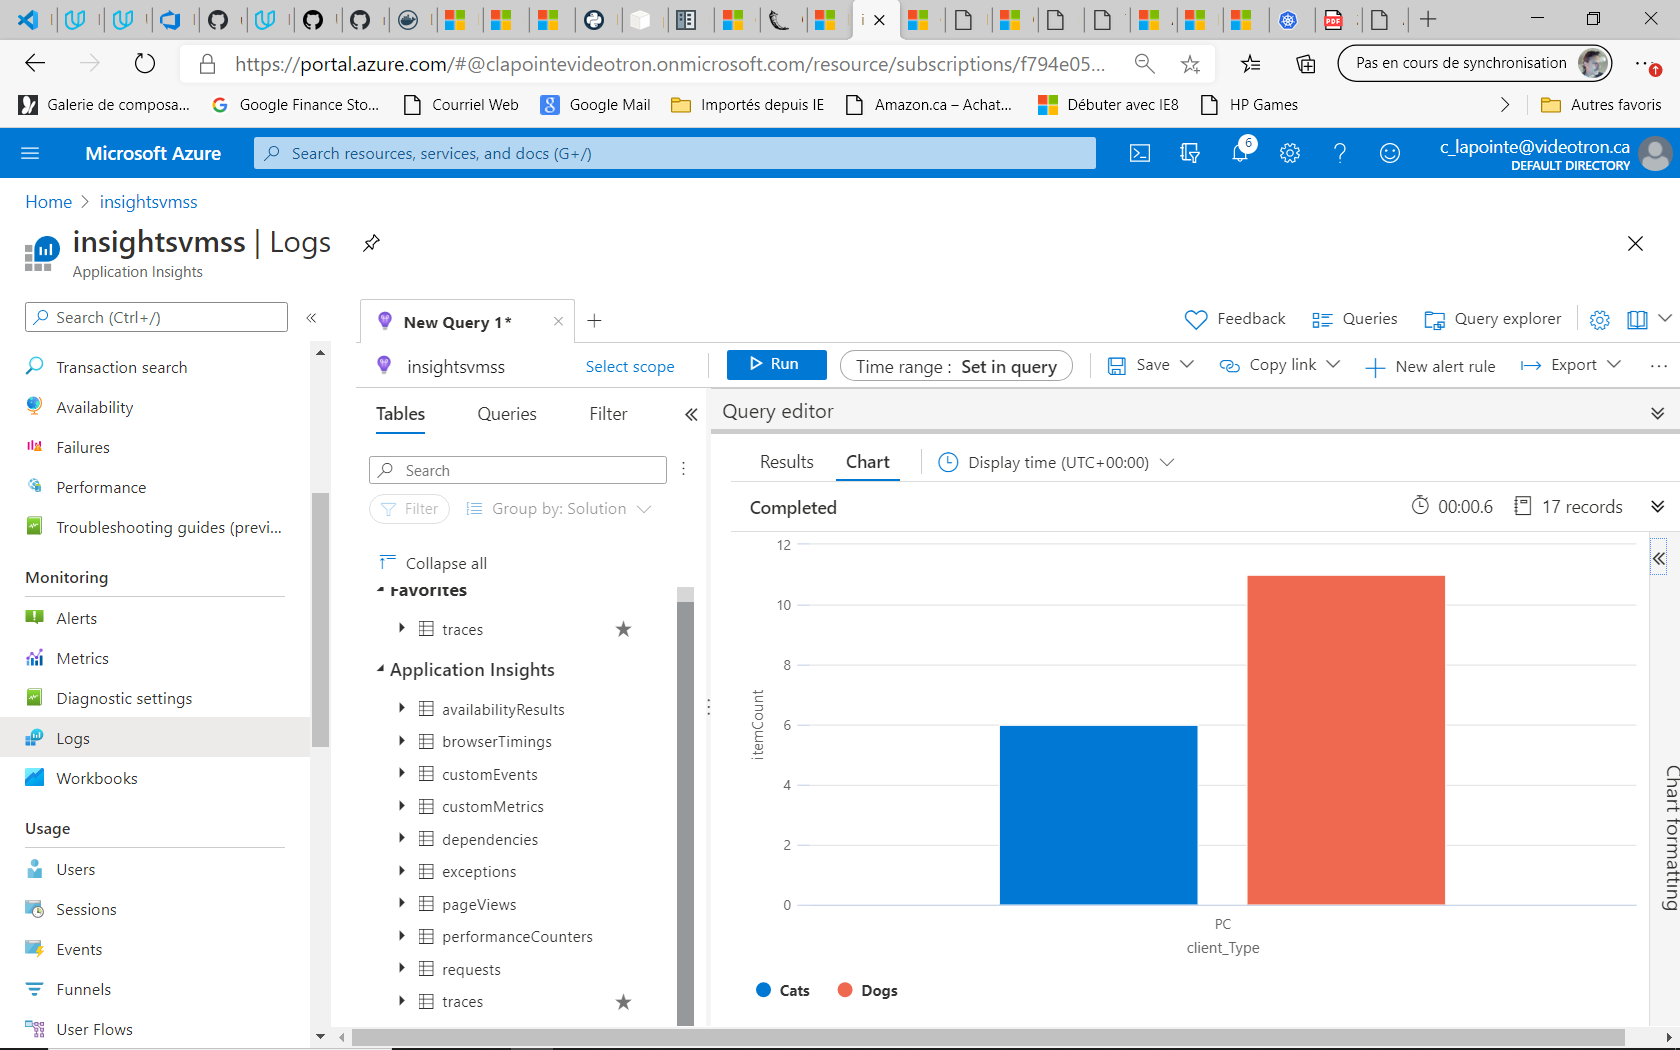 https://portal.azure.com/#@clapointevideotron.onmicrosoft.com/resource/subscriptions/f794e05...
Pas en cours de synchronisation
Galerie de composa...
Google Finance Sto...
Courriel Web
Google Mail
Importés depuis IE
Amazon.ca – Achat...
Débuter avec IE8
HP Games
Autres favoris
Microsoft Azure
Search resources, services, and docs (G+/)
6
c_lapointe@videotron.ca
DEFAULT DIRECTORY
Home > insightsvmss
insightsvmss | Logs
Application Insights
Search (Ctrl+/)
Transaction search
Availability
Failures
Performance
Troubleshooting guides (previ...
Monitoring
Alerts
Metrics
Diagnostic settings
Logs
Workbooks
Usage
Users
Sessions
Events
Funnels
User Flows
New Query 1*
Feedback
Queries
Query explorer
insightsvmss
Select scope
Run
Time range : Set in query
Save
Copy link
New alert rule
Export
Tables
Queries
Filter
Search
Filter
Group by: Solution
Collapse all
Favorites
traces
Application Insights
availabilityResults
browserTimings
customEvents
customMetrics
dependencies
exceptions
pageViews
performanceCounters
requests
traces
Query editor
Results
Chart
Display time (UTC+00:00)
Completed
00:00.6
17 records
12
10
8
6
4
2
0
itemCount
PC
client_Type
Cats
Dogs
Chart formatting